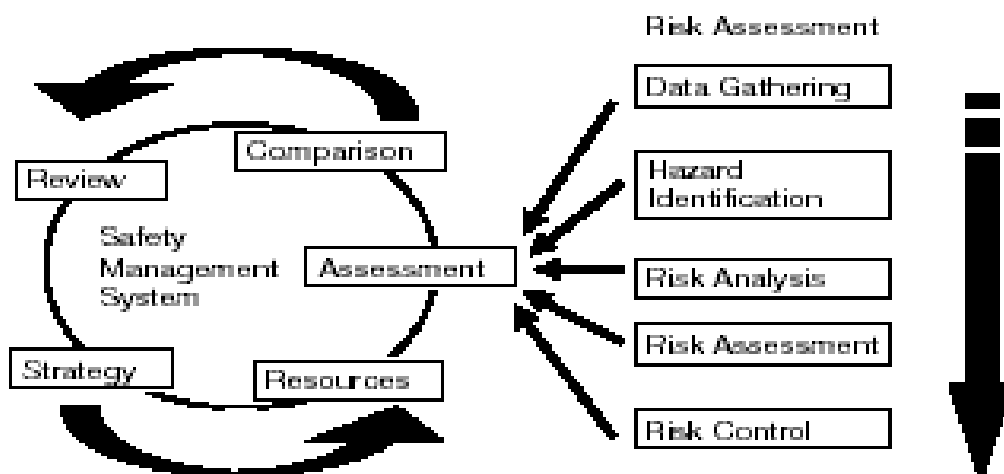 Risk Assessment
Data Gathering
Comparison
Review
Hazard
Identification
Safety
Management
System
Assessment
Risk Analysis
Risk Assessment
Strategy
Resources
Risk Control